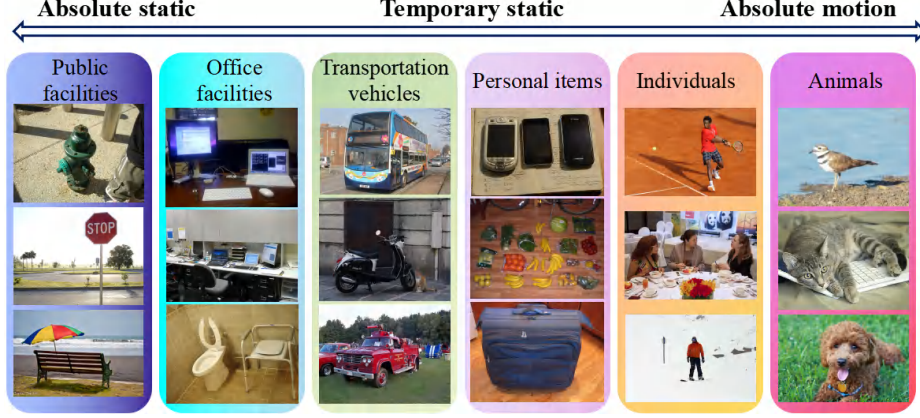 Absolute static Temporary static Absolute motion
Public
facilities
Office
facilities
Transportation
vehicles
Personal items
Individuals
Animals
STOP